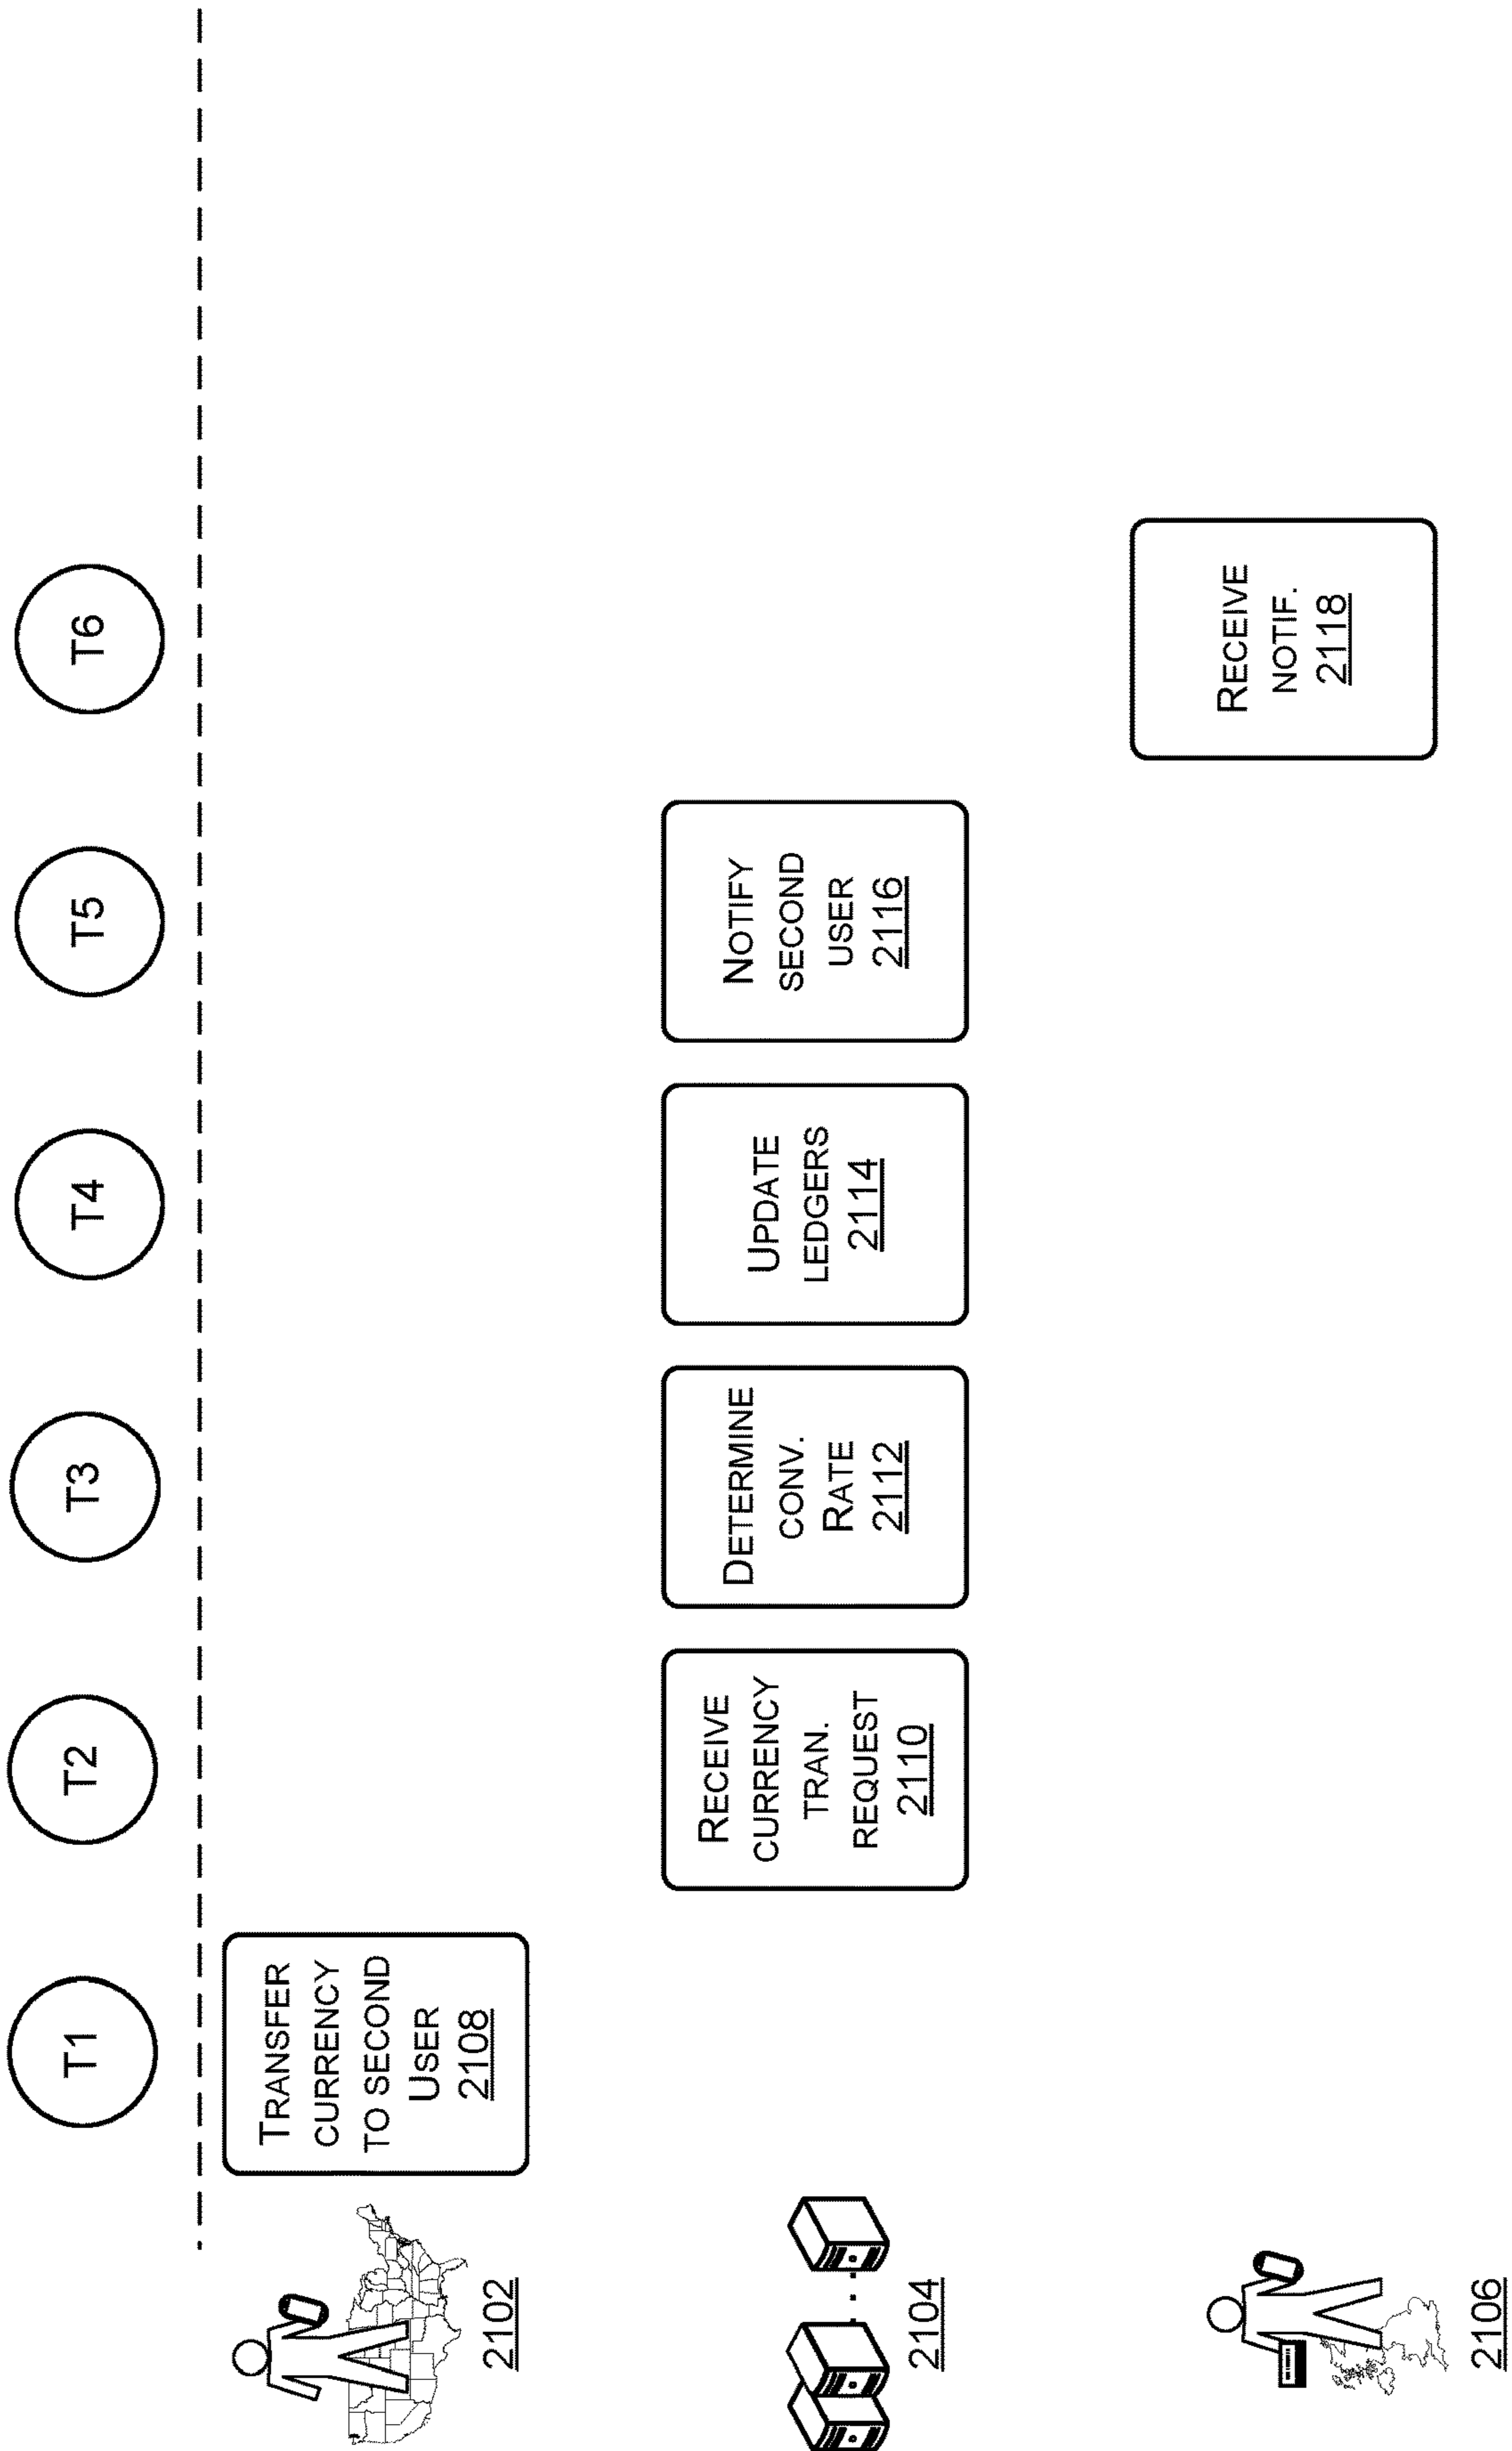 T1
T2
T3
T4
T5
T6
TRANSFER
CURRENCY
TO SECOND
USER
2108
2102
RECEIVE
CURRENCY
TRAN.
REQUEST
2110
DETERMINE
CONV.
RATE
2112
UPDATE
LEDGERS
2114
NOTIFY
SECOND
USER
2116
2104
RECEIVE
NOTIF.
2118
2106